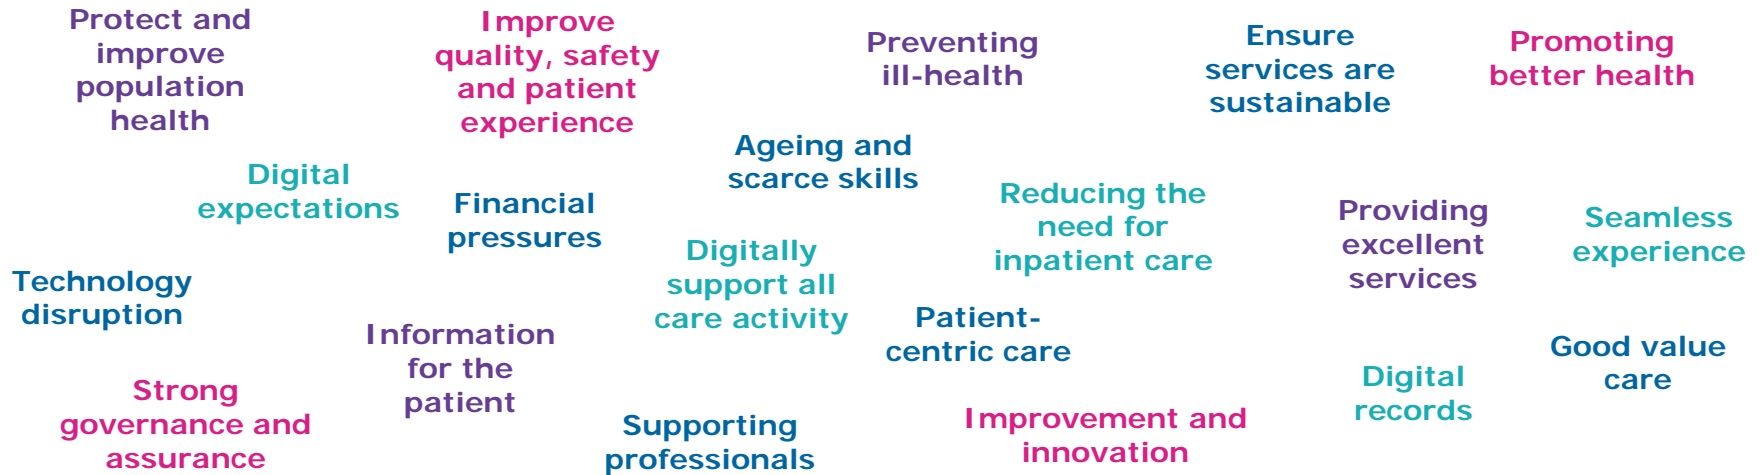 Protect and
improve
population
health
Improve
quality, safety
and patient
experience
Preventing
ill-health
Ensure
services are
sustainable
Promoting
better health
Digital
expectations
Financial
pressures
Ageing and
scarce skills
Reducing the
need for
inpatient care
Providing
excellent
services
Seamless
experience
Technology
disruption
Digitally
support all
care activity
Information
for the
patient
Patient-
centric care
Good value
care
Strong
governance and
assurance
Supporting
professionals
Improvement and
innovation
Digital
records